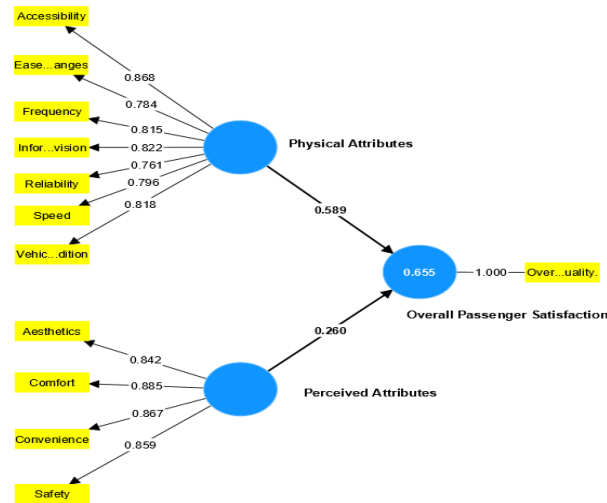 Accessibility
Ease...anges
Frequency
Infor...vision
Reliability
Speed
Vehic...dition
0.868
0.784
0.815
0.822
0.761
0.796
0.818
Physical Attributes
0.589
0.655
1.000
Over...uality.
Overall Passenger Satisfaction
0.260
Aesthetics
Comfort
Convenience
Safety
0.842
0.885
0.867
0.859
Perceived Attributes